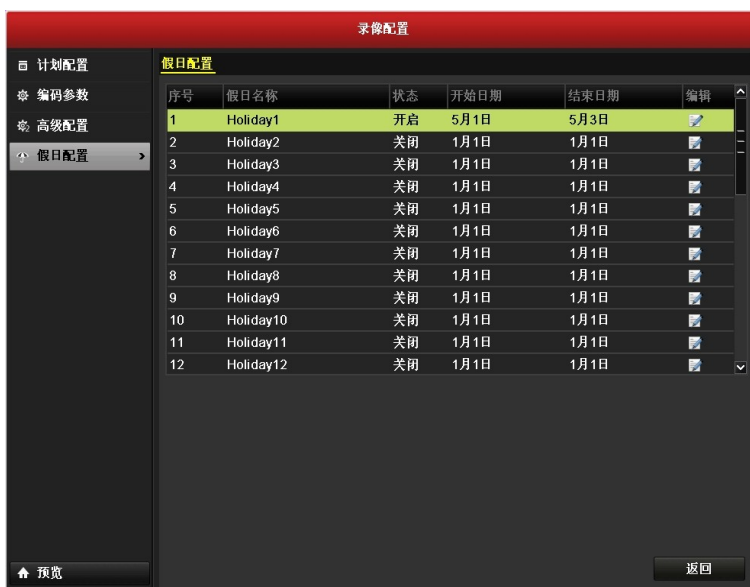 录像配置
计划配置
编码参数
高级配置
假日配置
假日配置
序号 假日名称 状态 开始日期 结束日期 编辑
1 Holiday1 开启 5月1日 5月3日
2 Holiday2 关闭 1月1日 1月1日
3 Holiday3 关闭 1月1日 1月1日
4 Holiday4 关闭 1月1日 1月1日
5 Holiday5 关闭 1月1日 1月1日
6 Holiday6 关闭 1月1日 1月1日
7 Holiday7 关闭 1月1日 1月1日
8 Holiday8 关闭 1月1日 1月1日
9 Holiday9 关闭 1月1日 1月1日
10 Holiday10 关闭 1月1日 1月1日
11 Holiday11 关闭 1月1日 1月1日
12 Holiday12 关闭 1月1日 1月1日
预览
返回